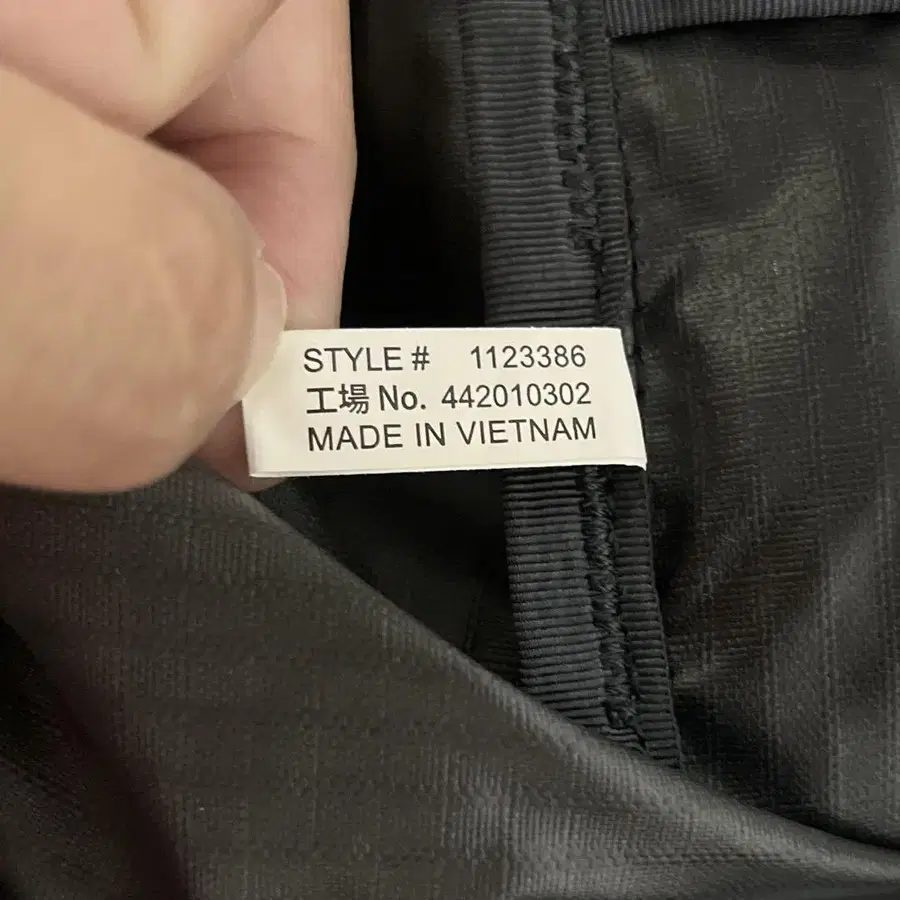 STYLE # 1123386
工場 No. 442010302
MADE IN VIETNAM